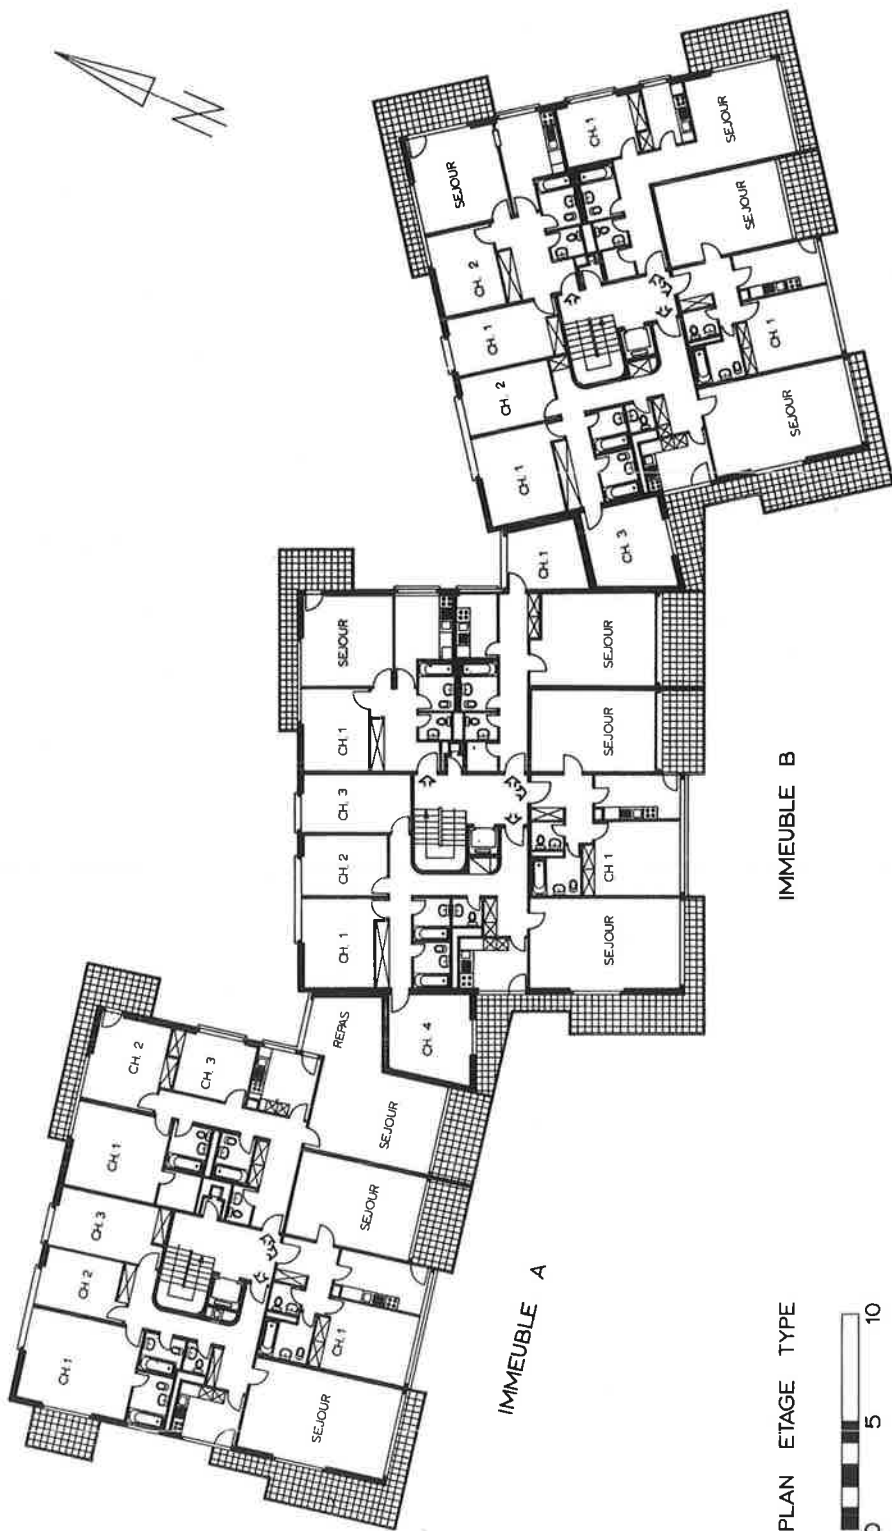 N
SEJOUR
CH. 2
CH. 1
CH. 2
CH. 1
CH. 1
SEJOUR
SEJOUR
CH. 1
SEJOUR
CH. 3
CH. 1
SEJOUR
CH. 1
CH. 3
CH. 2
CH. 1
SEJOUR
SEJOUR
CH 1
SEJOUR
CH. 4
REPAS
CH. 2
CH. 3
CH. 1
CH. 3
CH. 2
CH. 1
SEJOUR
SEJOUR
CH. 1
SEJOUR
IMMEUBLE A
IMMEUBLE B
PLAN ETAGE TYPE
0 5 10